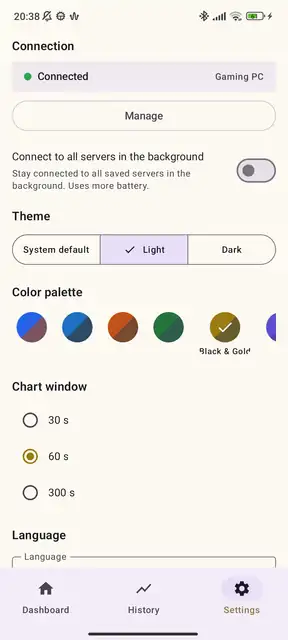 20:38
Connection
Connected
Gaming PC
Manage
Connect to all servers in the background
Stay connected to all saved servers in the
background. Uses more battery.
Theme
System default
Light
Dark
Color palette
Black & Gold
Chart window
30 s
60 s
300 s
Language
Language
Dashboard
History
Settings